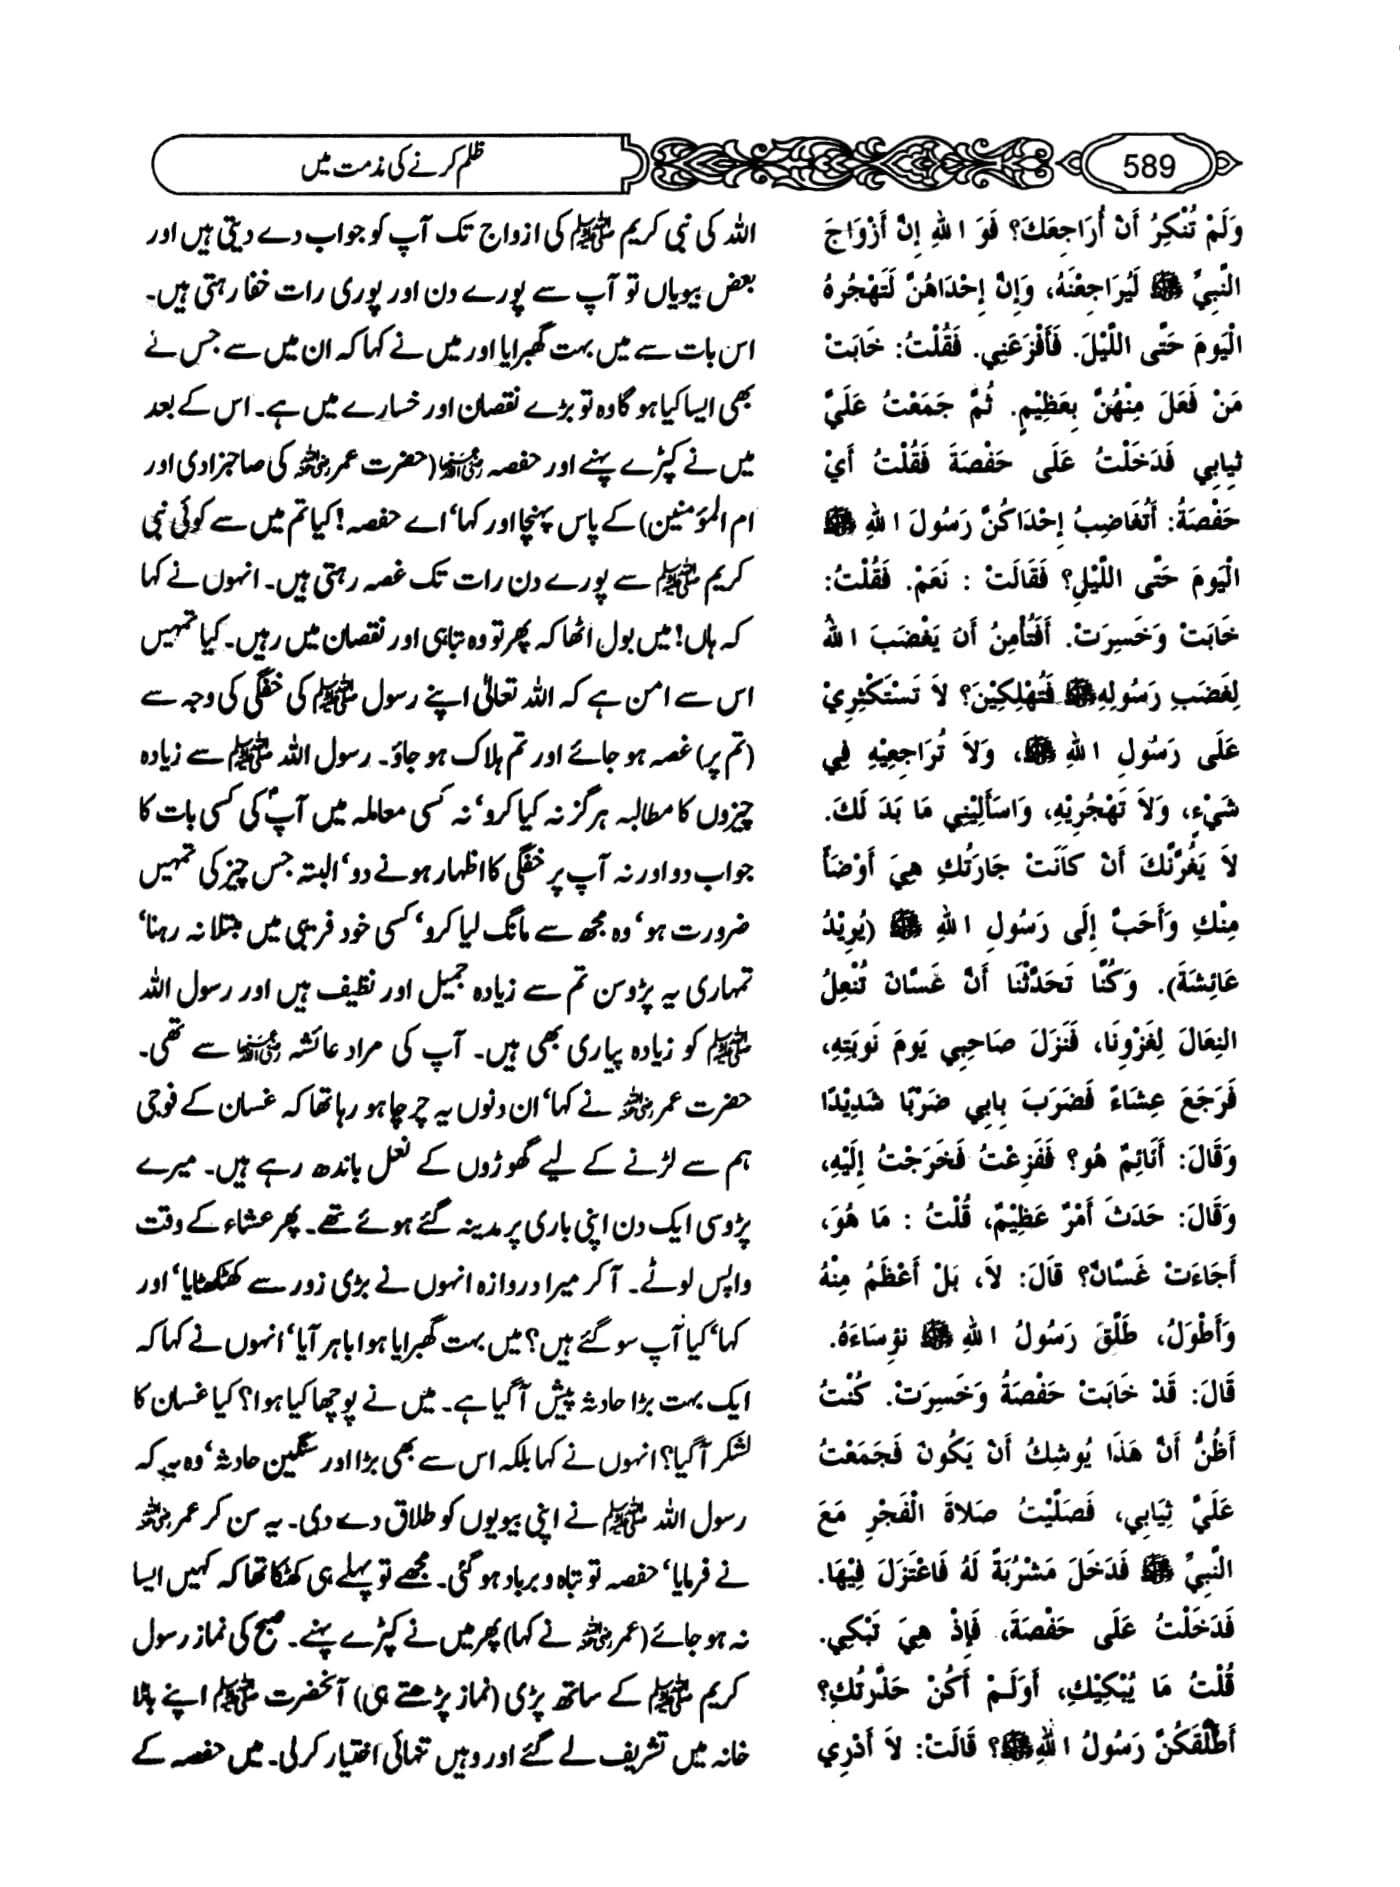 589
ظلم کرنے کی مذمت میں
وَلَمْ تُنْكِرُ أَنْ أُرَاجِعَكَ؟ فَوَ اللهِ إِنَّ أَزْوَاجَ
النَّبِيِّ ﷺ لَيُرَاجِعْنَهُ، وَإِنَّ إِحْدَاهُنَّ لَتَهْجُرهُ
الْيَومَ حَتَّى اللَّيْلَ. فَأَفْزَعَنِي. فَقُلْتُ: خَابَتْ
مَنْ فَعَلَ مِنْهُنَّ بِعَظِيْمٍ. ثُمَّ جَمَعْتُ عَلَيَّ
ثِيابِي فَدَخَلْتُ عَلَى حَفْصَةَ فَقُلْتُ أَيْ
حَفْصَةُ: أَتُغَاضِبُ إِحْدَاكُنَّ رَسُولَ اللهِ ﷺ
الْيَومَ حَتَّى اللَّيْلِ؟ فَقَالَتْ : نَعَمْ. فَقُلْتُ:
خَابَتْ وَخَسِرَتْ. أَفَتَأْمِنُ أَنْ يَغْضَبَ اللهُ
لِغَضَبِ رَسُولِهِ ﷺ فَتُهْلِكِيْنَ؟ لاَ تَسْتَكْثِرِيْ
عَلَى رَسُولِ اللهِ ﷺ، وَلاَ تُرَاجِعِيْهِ فِي
شَيْءٍ، وَلاَ تَهْجُرِيْهِ، وَاسأَلِيْنِي مَا بَدَ لَكَ.
لاَ يَغُرَّنَّكَ أَنْ كَانَتْ جَارَتُكِ هِيَ أَوْضَأَ
مِنْكِ وَأَحَبَّ إِلَى رَسُولِ اللهِ ﷺ (يُرِيْدُ
عَائِشَةَ). وَكُنَّا تَحَدَّثْنَا أَنَّ غَسَّانَ تُنْعِلُ
النِعَالَ لِغَزْوِنَا، فَنَزَلَ صَاحِبِي يَومَ نَوبَتِهِ،
فَرَجَعَ عِشَاءً فَضَرَبَ بِابِي ضَرْبًا شَدِيْدًا
وَقَالَ: أَنَائِمٌ هُو؟ فَفَزِعْتُ فَخَرَجْتُ إِلَيْهِ،
وَقَالَ: حَدَثَ أَمْرٌ عَظِيْمٌ، قُلْتُ : مَا هُوَ،
أَجَاءَتْ غَسَّانٌ؟ قَالَ: لاَ، بَلْ أَعْظَمُ مِنْهُ
وَأَطْوَلُ، طَلَّقَ رَسُولُ اللهِ ﷺ نِسَاءَهُ.
قَالَ: قَدْ خَابَتْ حَفْصَةُ وَخَسِرَتْ. كُنْتُ
أَظُنُّ أَنَّ هَذَا يُوشِكُ أَنْ يَكُونَ فَجَمَعْتُ
عَلَيَّ ثِيَابِي، فَصَلَّيْتُ صَلاَةَ الْفَجْرِ مَعَ
النَّبِيِّ ﷺ فَدَخَلَ مَشْرُبَةً لَهُ فَاعْتَزَلَ فِيْهَا.
فَدَخَلْتُ عَلَى حَفْصَةَ، فَإِذْ هِيَ تَبْكِي.
قُلْتُ مَا يُبْكِيْكِ، أَوَلَمْ أَكُنْ حَذَّرتُكِ؟
أَطَلَّقَكُنَّ رَسُولُ اللهِ ﷺ؟ قَالَتْ: لاَ أَدْرِي
اللہ کی نبی کریم ﷺ کی ازواج تک آپ کو جواب دے دیتی ہیں اور
بعض بیویاں تو آپ سے پورے دن اور پوری رات خفا رہتی ہیں۔
اس بات سے میں بہت گھبرایا اور میں نے کہا کہ ان میں سے جس نے
بھی ایسا کیا ہو گا وہ تو بڑے نقصان اور خسارے میں ہے۔ اس کے بعد
میں نے کپڑے پہنے اور حفصہ رضی اللہ عنہا (حضرت عمر رضی اللہ عنہ کی صاحبزادی اور
ام المؤمنین) کے پاس پہنچا اور کہا‘ اے حفصہ! کیا تم میں سے کوئی نبی
کریم ﷺ سے پورے دن رات تک غصہ رہتی ہیں۔ انہوں نے کہا
کہ ہاں! میں بول اٹھا کہ پھر تو وہ تباہی اور نقصان میں رہیں۔ کیا تمہیں
اس سے امن ہے کہ اللہ تعالیٰ اپنے رسول ﷺ کی خفگی کی وجہ سے
(تم پر) غصہ ہو جائے اور تم ہلاک ہو جاؤ۔ رسول اللہ ﷺ سے زیادہ
چیزوں کا مطالبہ ہرگز نہ کیا کرو‘ نہ کسی معاملہ میں آپؐ کی کسی بات کا
جواب دو اور نہ آپ پر خفگی کا اظہار ہونے دو‘ البتہ جس چیز کی تمہیں
ضرورت ہو‘ وہ مجھ سے مانگ لیا کرو‘ کسی خود فریبی میں مبتلا نہ رہنا‘
تمہاری یہ پڑوسن تم سے زیادہ جمیل اور نظیف ہیں اور رسول اللہ
ﷺ کو زیادہ پیاری بھی ہیں۔ آپ کی مراد عائشہ رضی اللہ عنہا سے تھی۔
حضرت عمر رضی اللہ عنہ نے کہا‘ ان دنوں یہ چرچا ہو رہا تھا کہ غسان کے فوجی
ہم سے لڑنے کے لیے گھوڑوں کے نعل باندھ رہے ہیں۔ میرے
پڑوسی ایک دن اپنی باری پر مدینہ گئے ہوئے تھے۔ پھر عشاء کے وقت
واپس لوٹے۔ آ کر میرا دروازہ انہوں نے بڑی زور سے کھٹکھٹایا‘ اور
کہا‘ کیا آپ سو گئے ہیں؟ میں بہت گھبرایا ہوا باہر آیا‘ انہوں نے کہا کہ
ایک بہت بڑا حادثہ پیش آ گیا ہے۔ میں نے پوچھا کیا ہوا؟ کیا غسان کا
لشکر آ گیا؟ انہوں نے کہا بلکہ اس سے بھی بڑا اور سنگین حادثہ‘ وہ یہ کہ
رسول اللہ ﷺ نے اپنی بیویوں کو طلاق دے دی۔ یہ سن کر عمر رضی اللہ عنہ
نے فرمایا‘ حفصہ تو تباہ و برباد ہو گئی۔ مجھے تو پہلے ہی کھٹکا تھا کہ کہیں ایسا
نہ ہو جائے (عمر رضی اللہ عنہ نے کہا) پھر میں نے کپڑے پہنے۔ صبح کی نماز رسول
کریم ﷺ کے ساتھ پڑی (نماز پڑھتے ہی) آنحضرت ﷺ اپنے بالا
خانہ میں تشریف لے گئے اور وہیں تنہائی اختیار کر لی۔ میں حفصہ کے